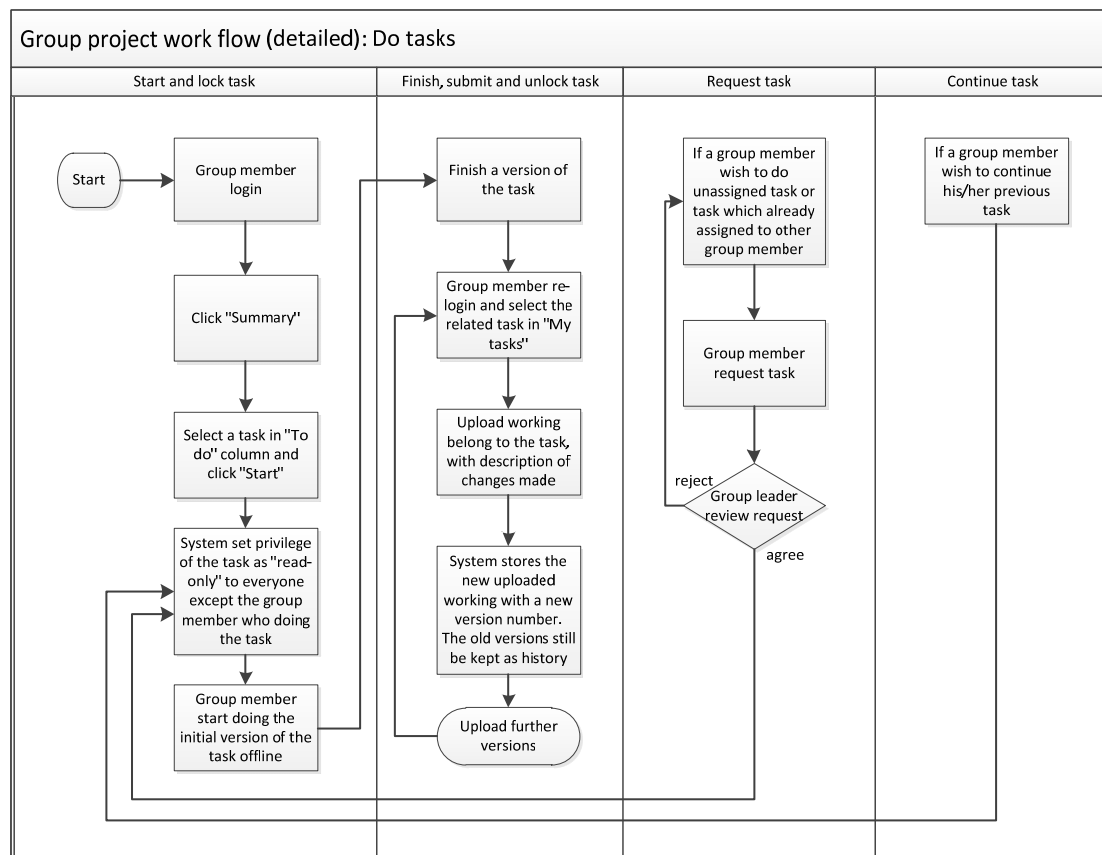 Group project work flow (detailed): Do tasks
Start and lock task
Finish, submit and unlock task
Request task
Continue task
Start
Group member
login
Click "Summary"
Select a task in "To
do" column and
click "Start"
System set privilege
of the task as "read-
only" to everyone
except the group
member who doing
the task
Group member
start doing the
initial version of the
task offline
Finish a version of
the task
Group member re-
login and select the
related task in "My
tasks"
Upload working
belong to the task,
with description of
changes made
System stores the
new uploaded
working with a new
version number.
The old versions still
be kept as history
Upload further
versions
If a group member
wish to do
unassigned task or
task which already
assigned to other
group member
Group member
request task
reject
Group leader
review request
agree
If a group member
wish to continue
his/her previous
task